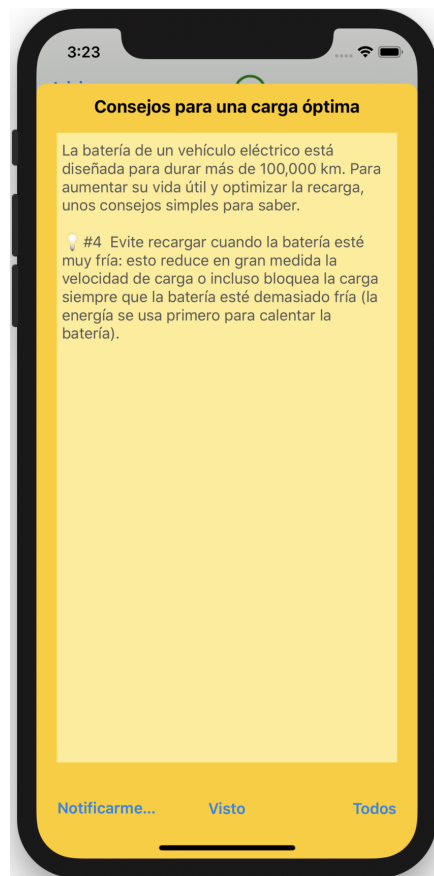 3:23
Consejos para una carga óptima
La batería de un vehículo eléctrico está
diseñada para durar más de 100,000 km. Para
aumentar su vida útil y optimizar la recarga,
unos consejos simples para saber.
💡 #4 Evite recargar cuando la batería esté
muy fría: esto reduce en gran medida la
velocidad de carga o incluso bloquea la carga
siempre que la batería esté demasiado fría (la
energía se usa primero para calentar la
batería).
Notificarme... Visto Todos